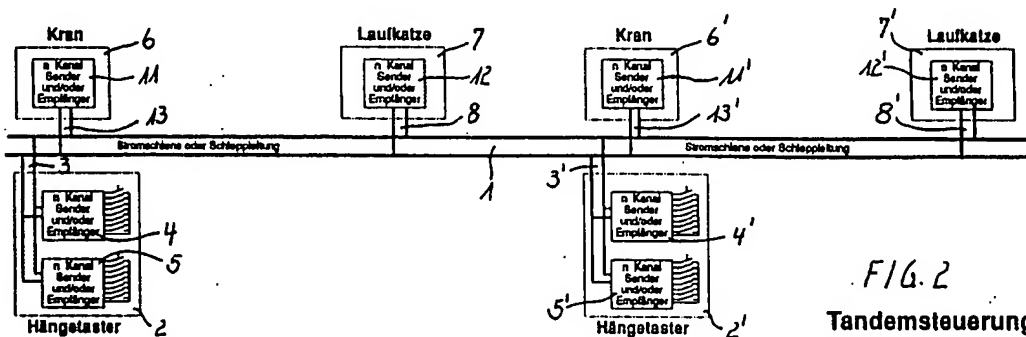 Kran
6
n Kanal
Sender
und/oder
Empfänger
11
13
Laufkatze
7
n Kanal
Sender
und/oder
Empfänger
12
8
Kran
6'
n Kanal
Sender
und/oder
Empfänger
11'
13'
Laufkatze
7'
n Kanal
Sender
und/oder
Empfänger
12'
8'
Stromschiene oder Schleppleitung
1
Stromschiene oder Schleppleitung
3
n Kanal
Sender
und/oder
Empfänger
4
n Kanal
Sender
und/oder
Empfänger
5
2
Hängetaster
3'
n Kanal
Sender
und/oder
Empfänger
4'
n Kanal
Sender
und/oder
Empfänger
5'
2'
Hängetaster
FIG. 2
Tandemsteuerung